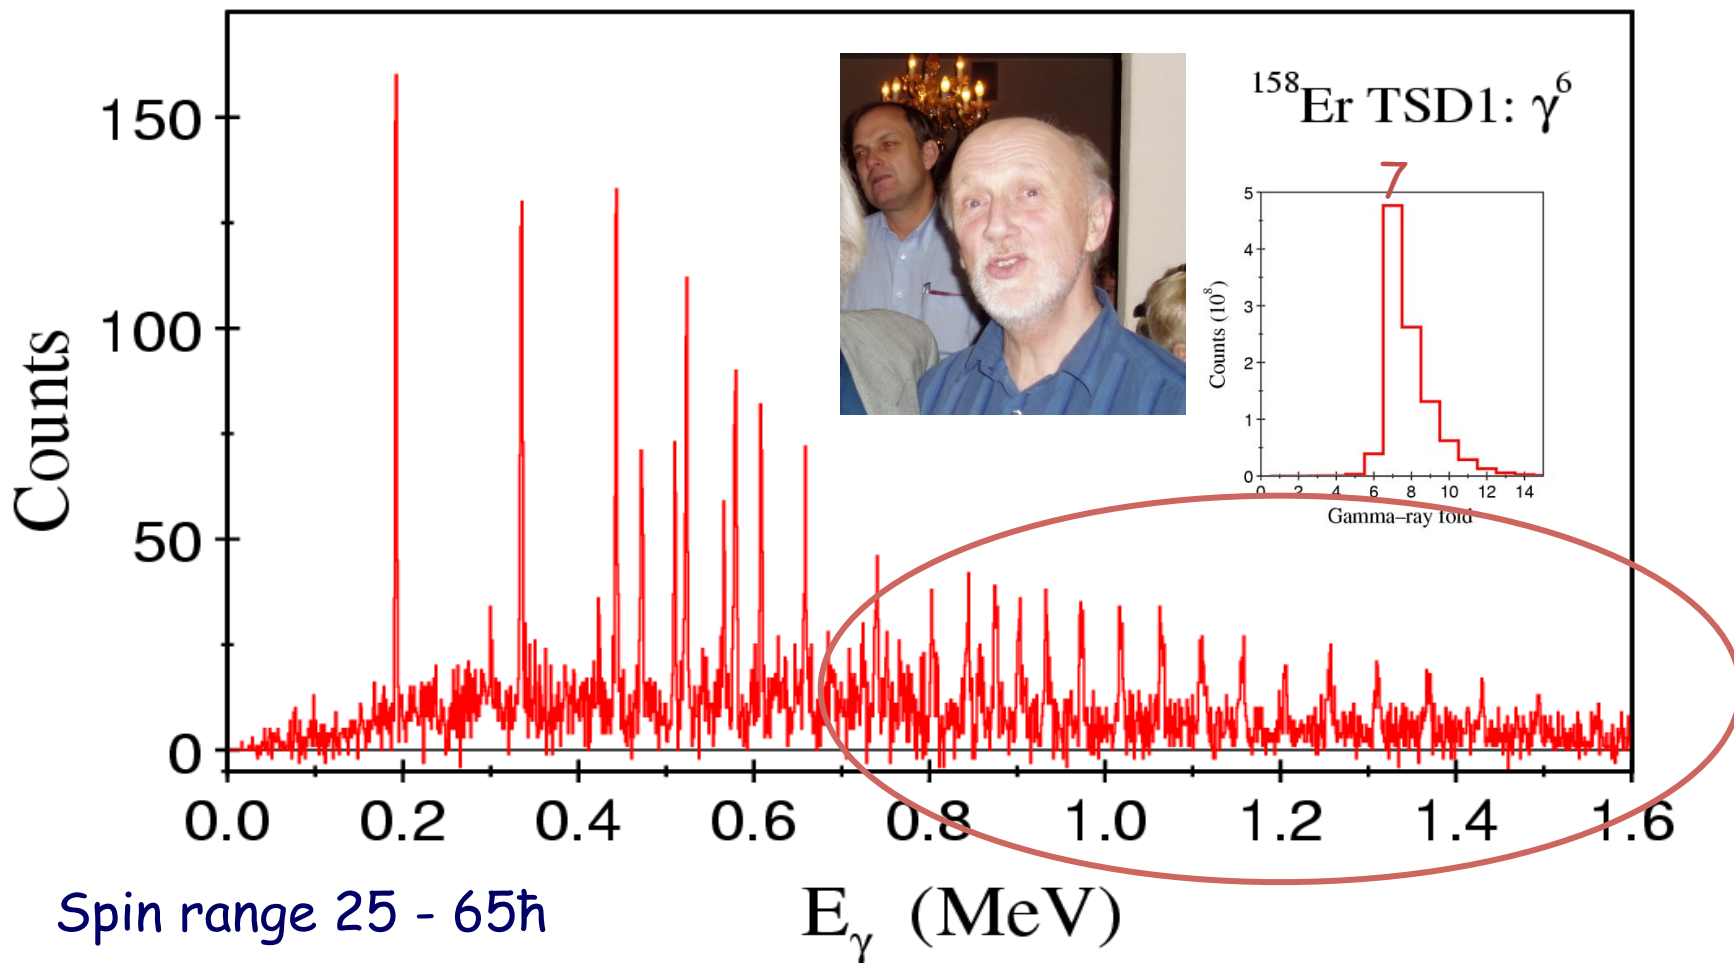 150
100
50
0
Counts
0.0 0.2 0.4 0.6 0.8 1.0 1.2 1.4 1.6
Eγ (MeV)
Spin range 25 - 65ħ
¹⁵⁸Er TSD1: γ⁶
7
5
4
3
2
1
0
Counts (10⁸)
0 2 4 6 8 10 12 14
Gamma–ray fold